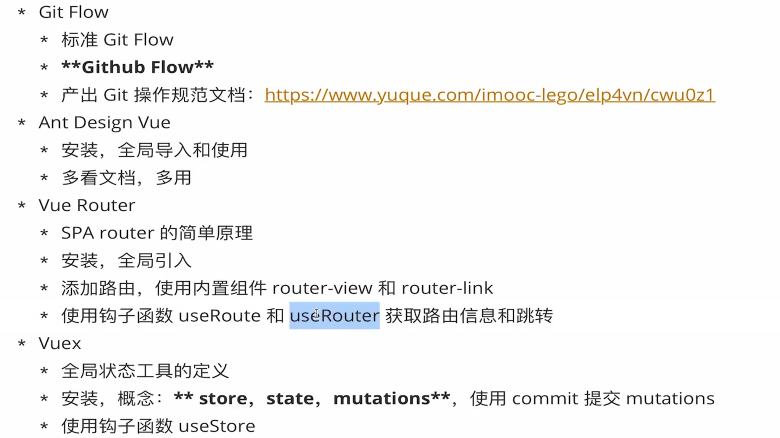 * Git Flow
* 标准 Git Flow
* **Github Flow**
* 产出 Git 操作规范文档：https://www.yuque.com/imooc-lego/elp4vn/cwu0z1
* Ant Design Vue
* 安装，全局导入和使用
* 多看文档，多用
* Vue Router
* SPA router 的简单原理
* 安装，全局引入
* 添加路由，使用内置组件 router-view 和 router-link
* 使用钩子函数 useRoute 和 useRouter 获取路由信息和跳转
* Vuex
* 全局状态工具的定义
* 安装，概念：** store，state，mutations**，使用 commit 提交 mutations
* 使用钩子函数 useStore